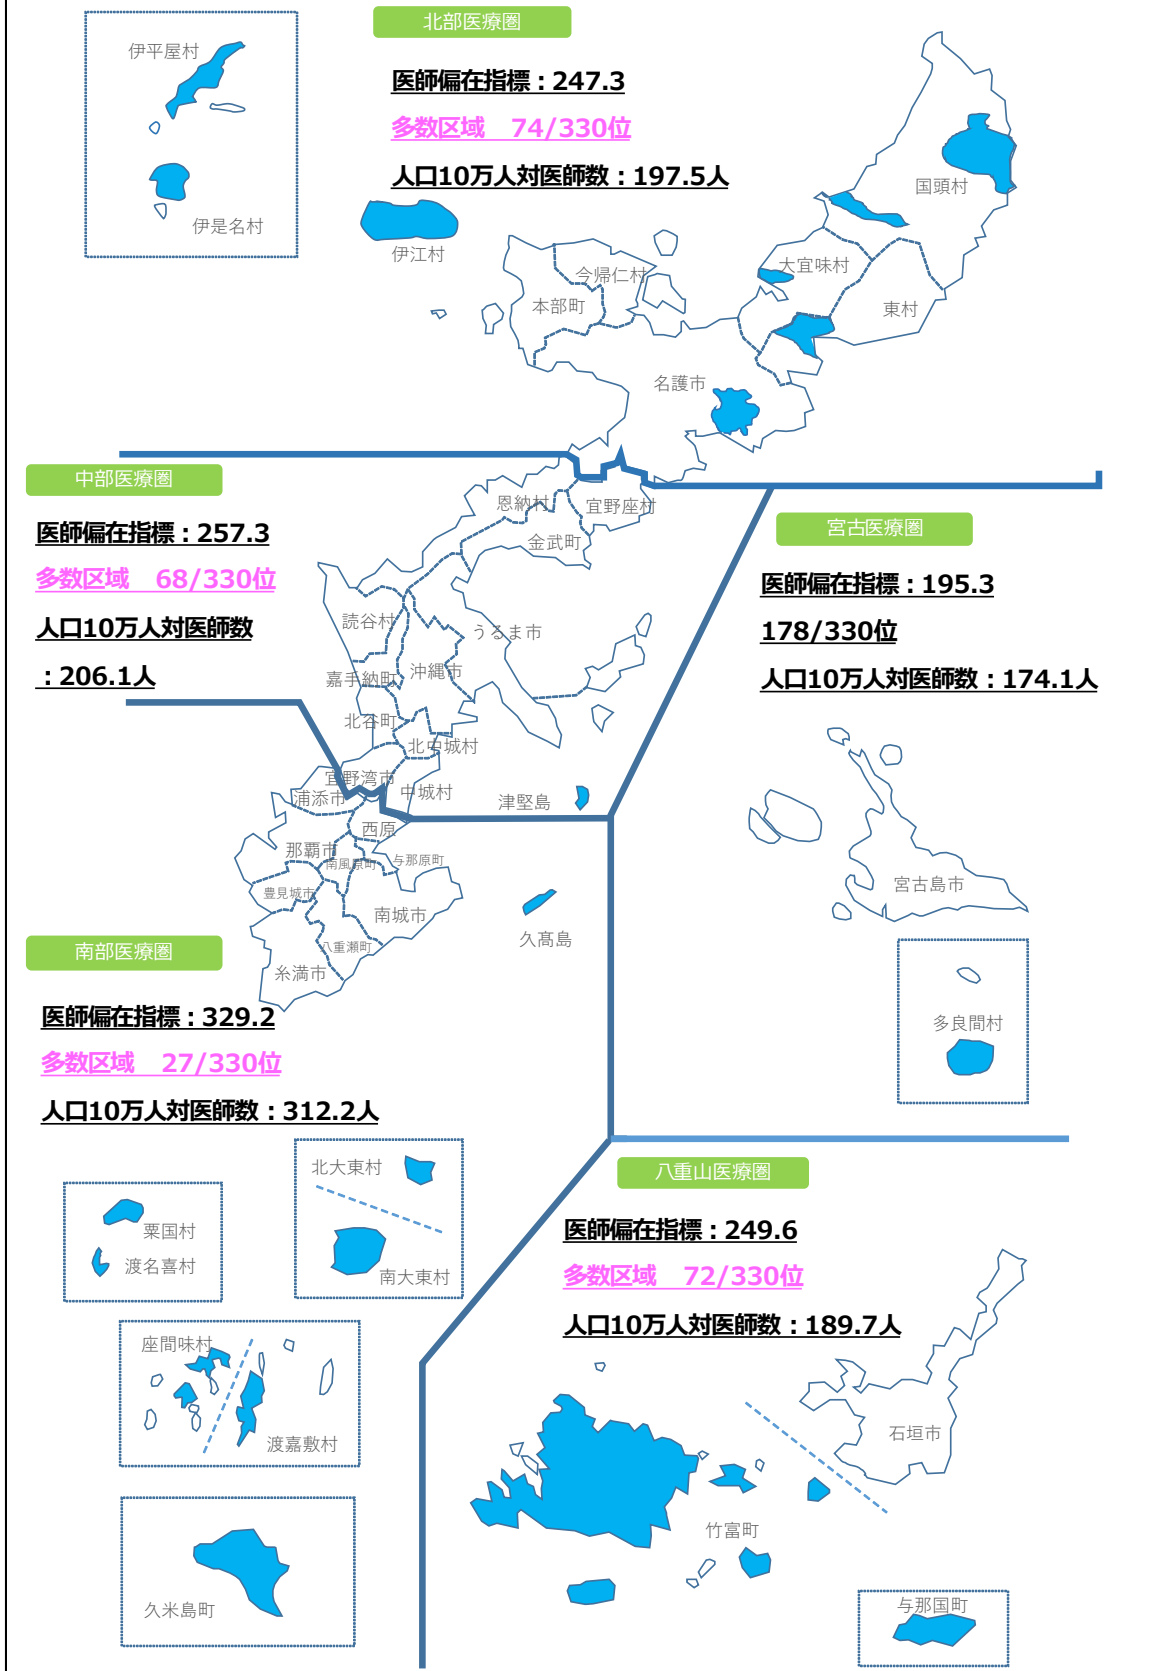 北部医療圏
医師偏在指標：247.3
多数区域　74/330位
人口10万人対医師数：197.5人
伊平屋村
伊是名村
伊江村
国頭村
大宜味村
東村
今帰仁村
本部町
名護市
中部医療圏
医師偏在指標：257.3
多数区域　68/330位
人口10万人対医師数
：206.1人
恩納村
宜野座村
金武町
読谷村
うるま市
嘉手納町
沖縄市
北谷町
北中城村
宜野湾市
中城村
津堅島
宮古医療圏
医師偏在指標：195.3
178/330位
人口10万人対医師数：174.1人
宮古島市
多良間村
浦添市
西原
那覇市
南風原町
与那原町
豊見城市
南城市
八重瀬町
糸満市
久髙島
南部医療圏
医師偏在指標：329.2
多数区域　27/330位
人口10万人対医師数：312.2人
北大東村
南大東村
粟国村
渡名喜村
座間味村
渡嘉敷村
久米島町
八重山医療圏
医師偏在指標：249.6
多数区域　72/330位
人口10万人対医師数：189.7人
石垣市
竹富町
与那国町